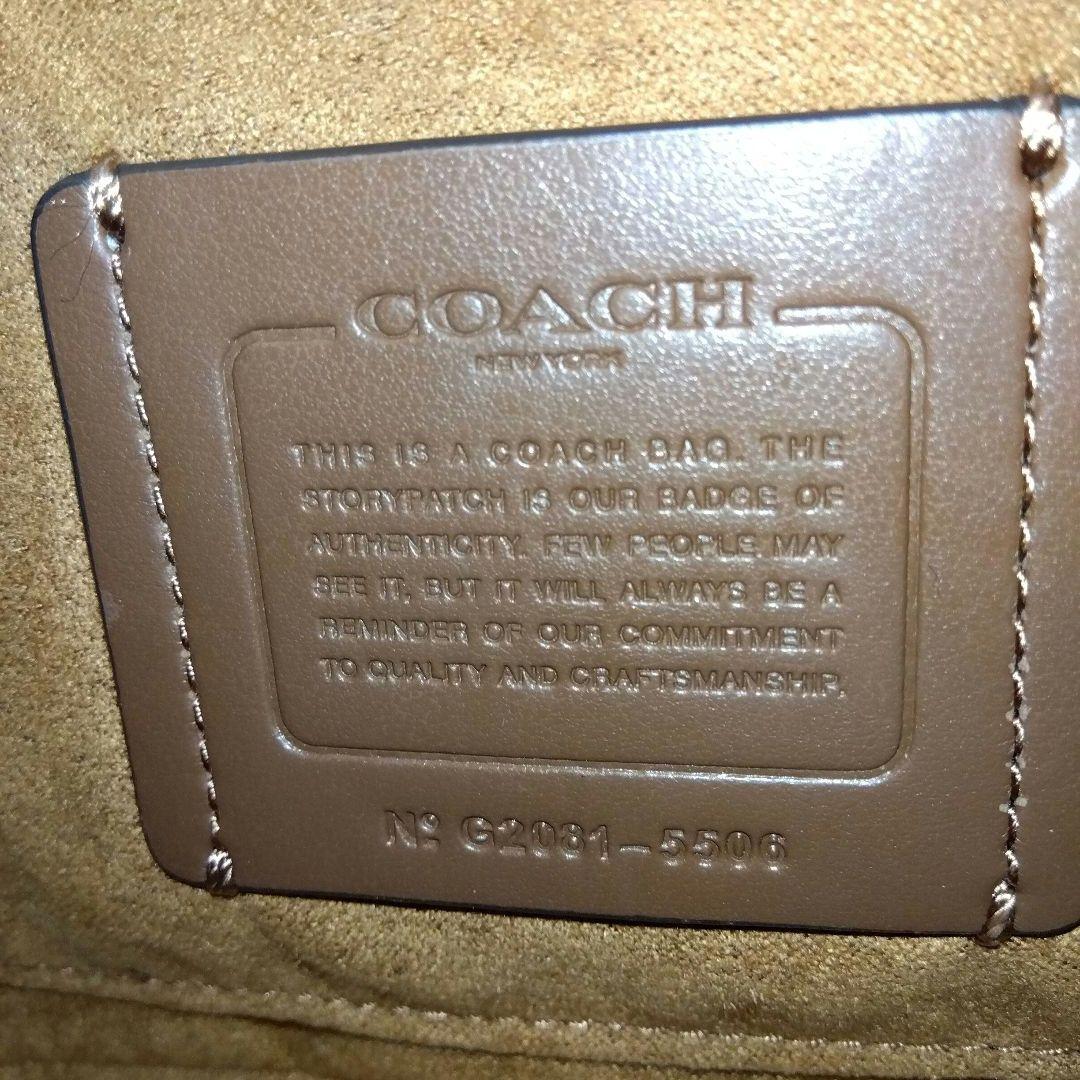 COACH
NEW YORK
THIS IS A COACH BAG. THE
STORYPATCH IS OUR BADGE OF
AUTHENTICITY. FEW PEOPLE MAY
SEE IT, BUT IT WILL ALWAYS BE A
REMINDER OF OUR COMMITMENT
TO QUALITY AND CRAFTSMANSHIP.
Nº G2081-5506